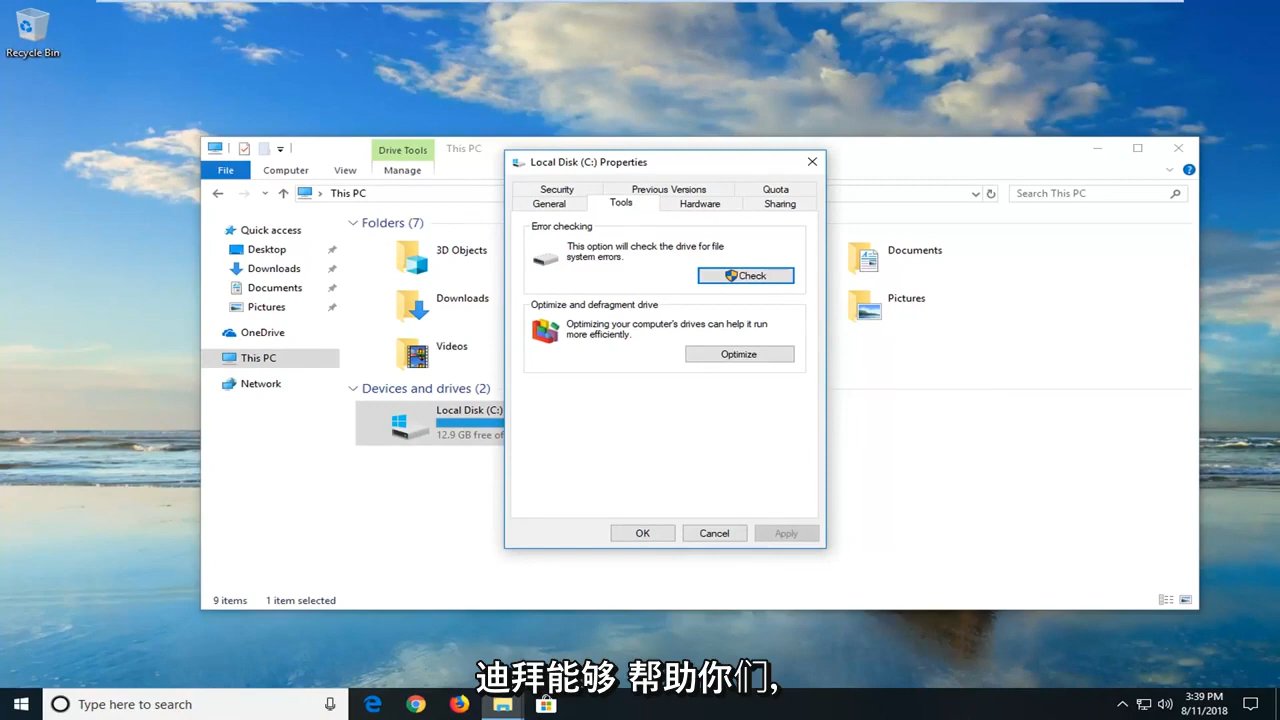 Recycle Bin
Drive Tools
This PC
File
Computer
View
Manage
This PC
Search This PC
Quick access
Desktop
Downloads
Documents
Pictures
OneDrive
This PC
Network
Folders (7)
3D Objects
Downloads
Videos
Documents
Pictures
Devices and drives (2)
Local Disk (C:)
12.9 GB free of
9 items
1 item selected
Local Disk (C:) Properties
Security
Previous Versions
Quota
General
Tools
Hardware
Sharing
Error checking
This option will check the drive for file
system errors.
Check
Optimize and defragment drive
Optimizing your computer's drives can help it run
more efficiently.
Optimize
OK
Cancel
Apply
迪拜能够 帮助你们,
Type here to search
3:39 PM
8/11/2018